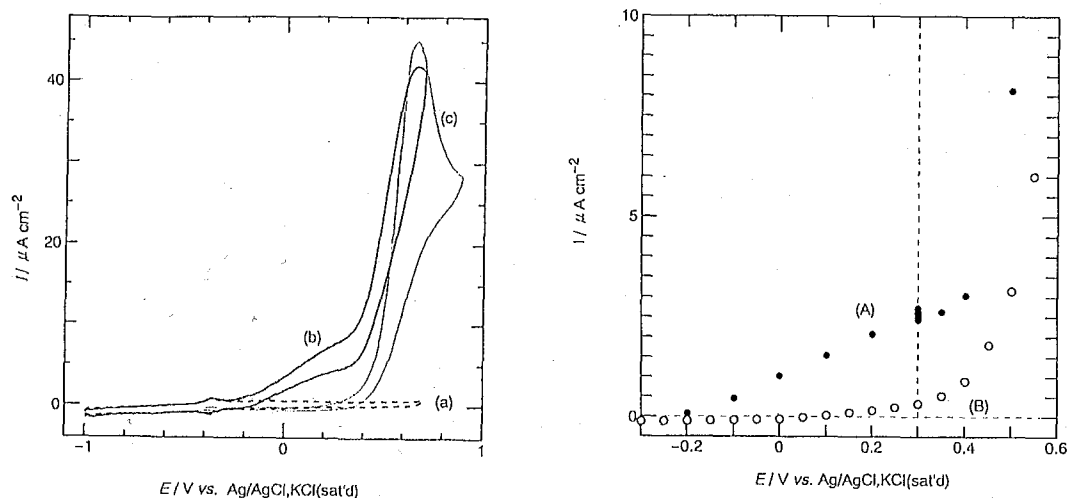 40
20
0
I / μA cm⁻²
(c)
(b)
(a)
−1
0
1
E / V vs. Ag/AgCl,KCl(sat'd)
10
5
0
I / μA cm⁻²
(A)
(B)
−0.2
0
0.2
0.4
0.6
E / V vs. Ag/AgCl,KCl(sat'd)